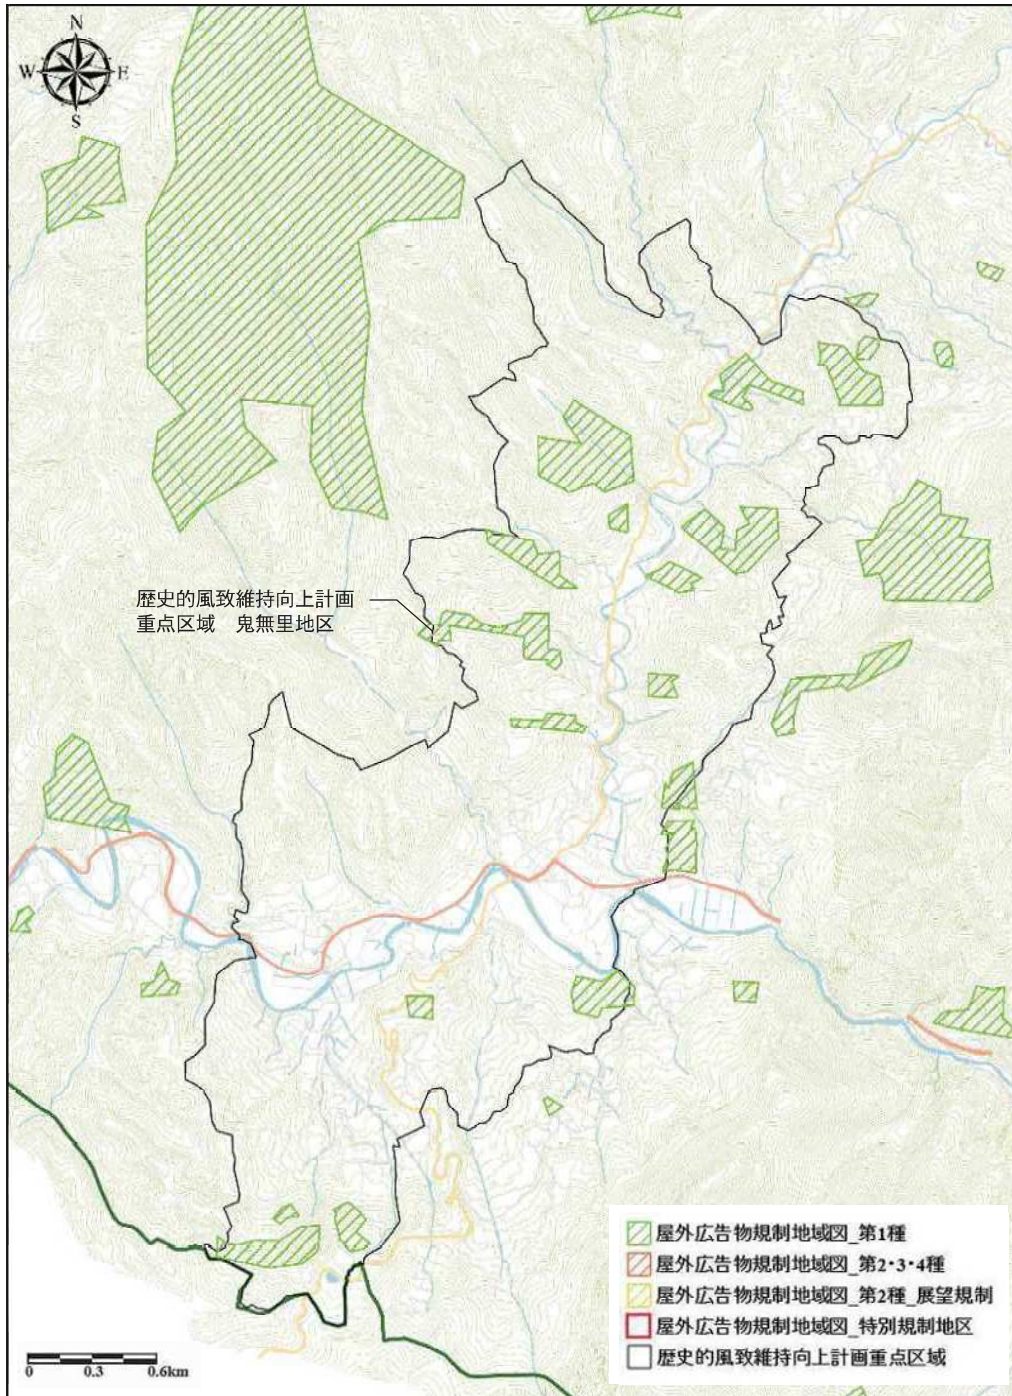 N
W E
S
歴史的風致維持向上計画
重点区域 鬼無里地区
屋外広告物規制地域図_第1種
屋外広告物規制地域図_第2・3・4種
屋外広告物規制地域図_第2種_展望規制
屋外広告物規制地域図_特別規制地区
歴史的風致維持向上計画重点区域
0 0.3 0.6km